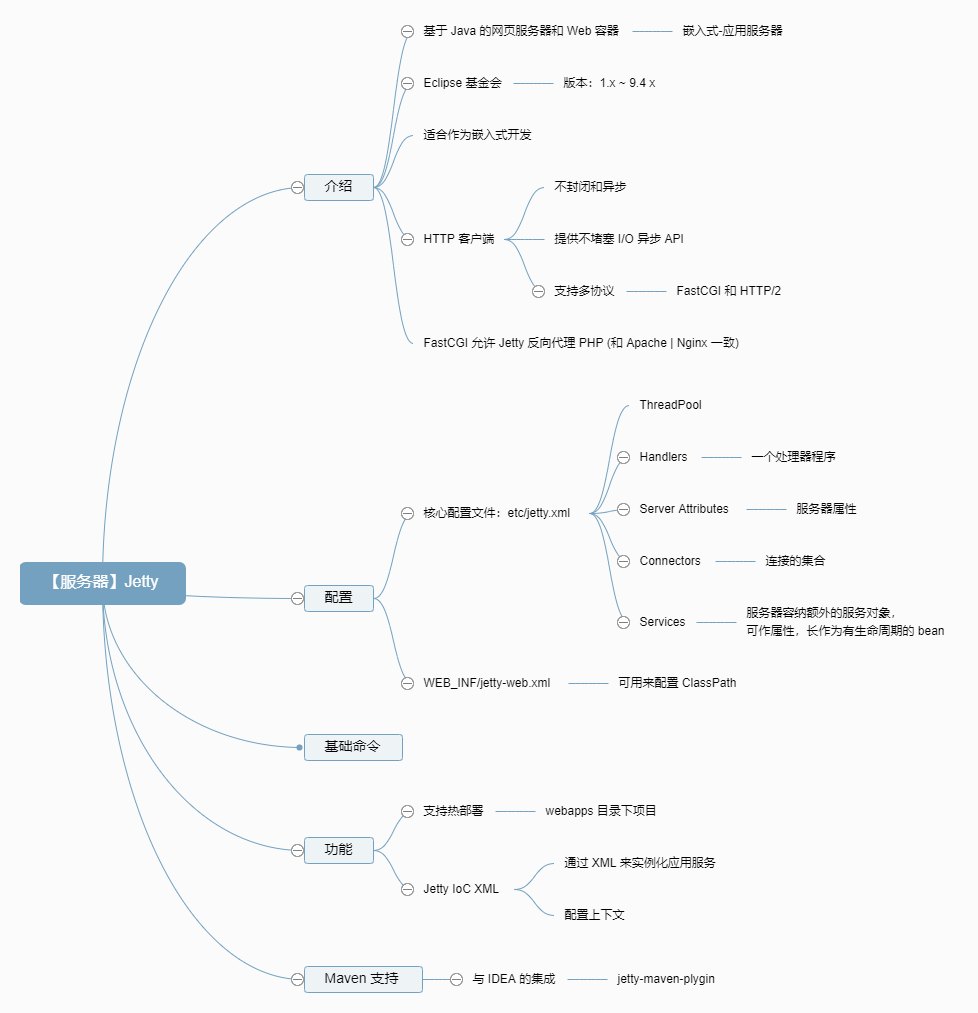 【服务器】Jetty
介绍
基于 Java 的网页服务器和 Web 容器
嵌入式-应用服务器
Eclipse 基金会
版本：1.x ~ 9.4 x
适合作为嵌入式开发
HTTP 客户端
不封闭和异步
提供不堵塞 I/O 异步 API
支持多协议
FastCGI 和 HTTP/2
FastCGI 允许 Jetty 反向代理 PHP (和 Apache | Nginx 一致)
配置
核心配置文件：etc/jetty.xml
ThreadPool
Handlers
一个处理器程序
Server Attributes
服务器属性
Connectors
连接的集合
Services
服务器容纳额外的服务对象，
可作属性，长作为有生命周期的 bean
WEB_INF/jetty-web.xml
可用来配置 ClassPath
基础命令
功能
支持热部署
webapps 目录下项目
Jetty IoC XML
通过 XML 来实例化应用服务
配置上下文
Maven 支持
与 IDEA 的集成
jetty-maven-plygin